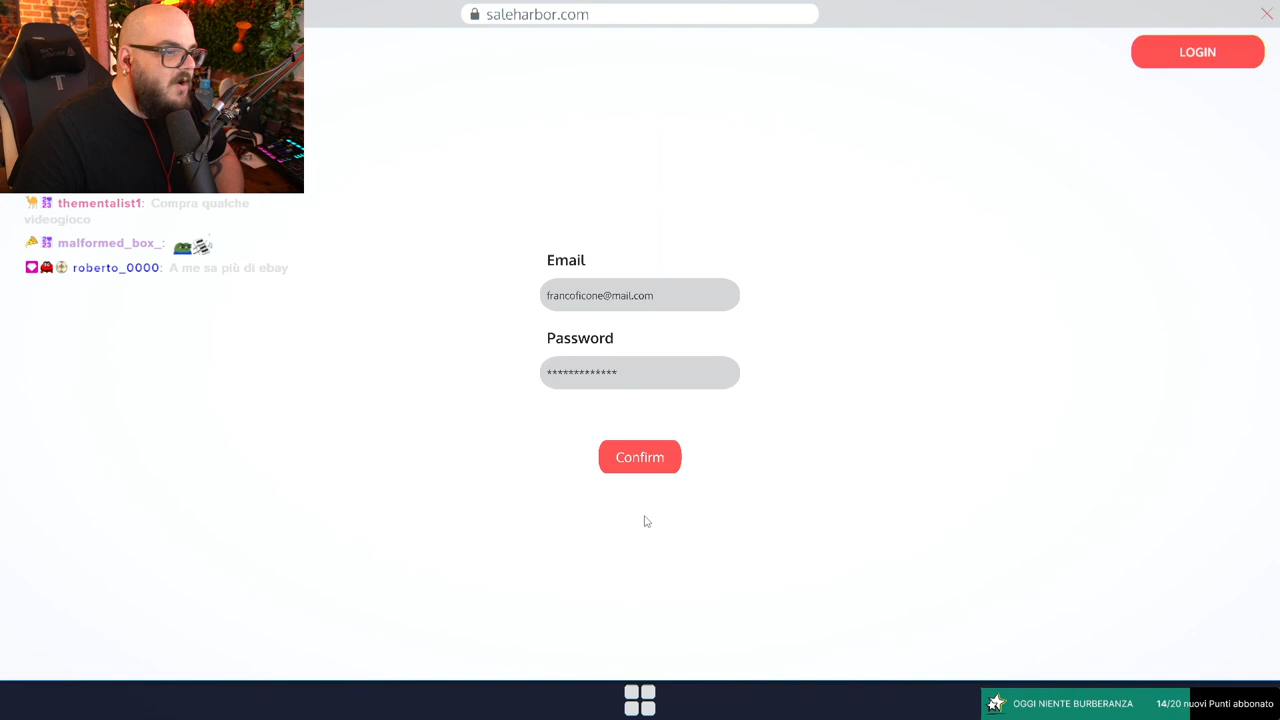 saleharbor.com
LOGIN
thementalist1: Compra qualche
videogioco
malformed_box_:
roberto_0000: A me sa più di ebay
Email
francoficone@mail.com
Password
*************
Confirm
OGGI NIENTE BURBERANZA
14/20 nuovi Punti abbonato